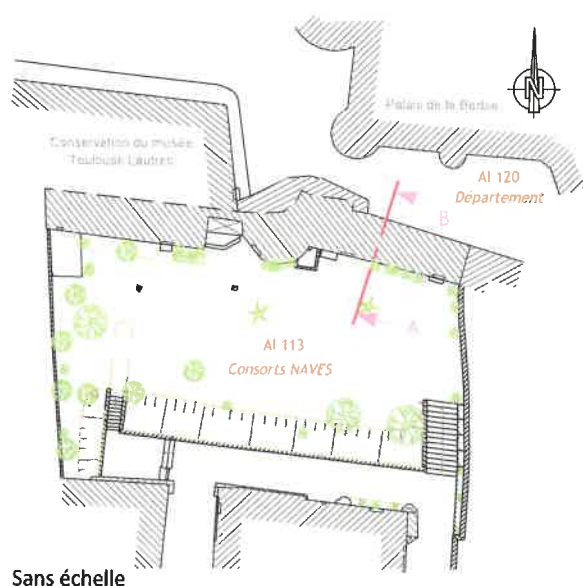 Palais de la Berbie
N
Conservation du musée
Toulouse Lautrec
AI 120
Département
B
A
AI 113
Consorts NAVES
Sans échelle